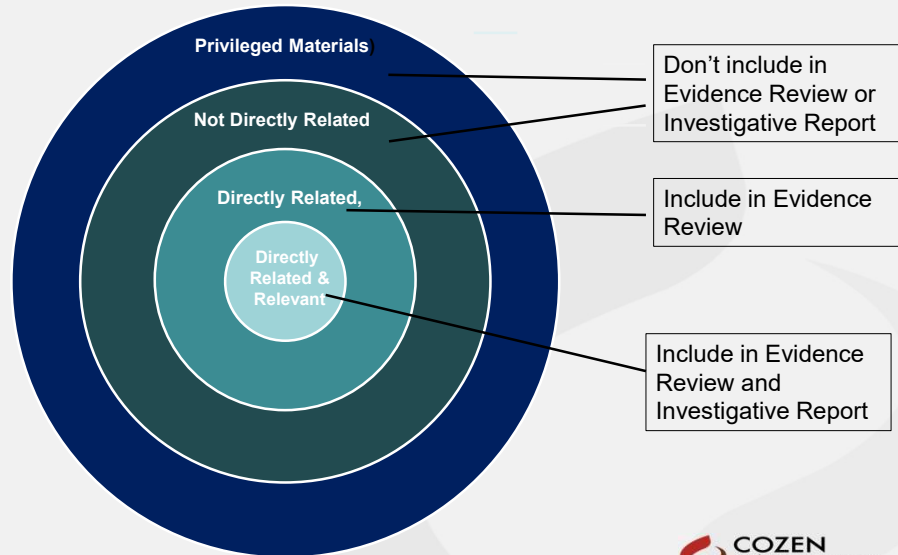 Privileged Materials)
Not Directly Related
Directly Related,
Directly
Related &
Relevant
Don’t include in
Evidence Review or
Investigative Report
Include in Evidence
Review
Include in Evidence
Review and
Investigative Report
COZEN